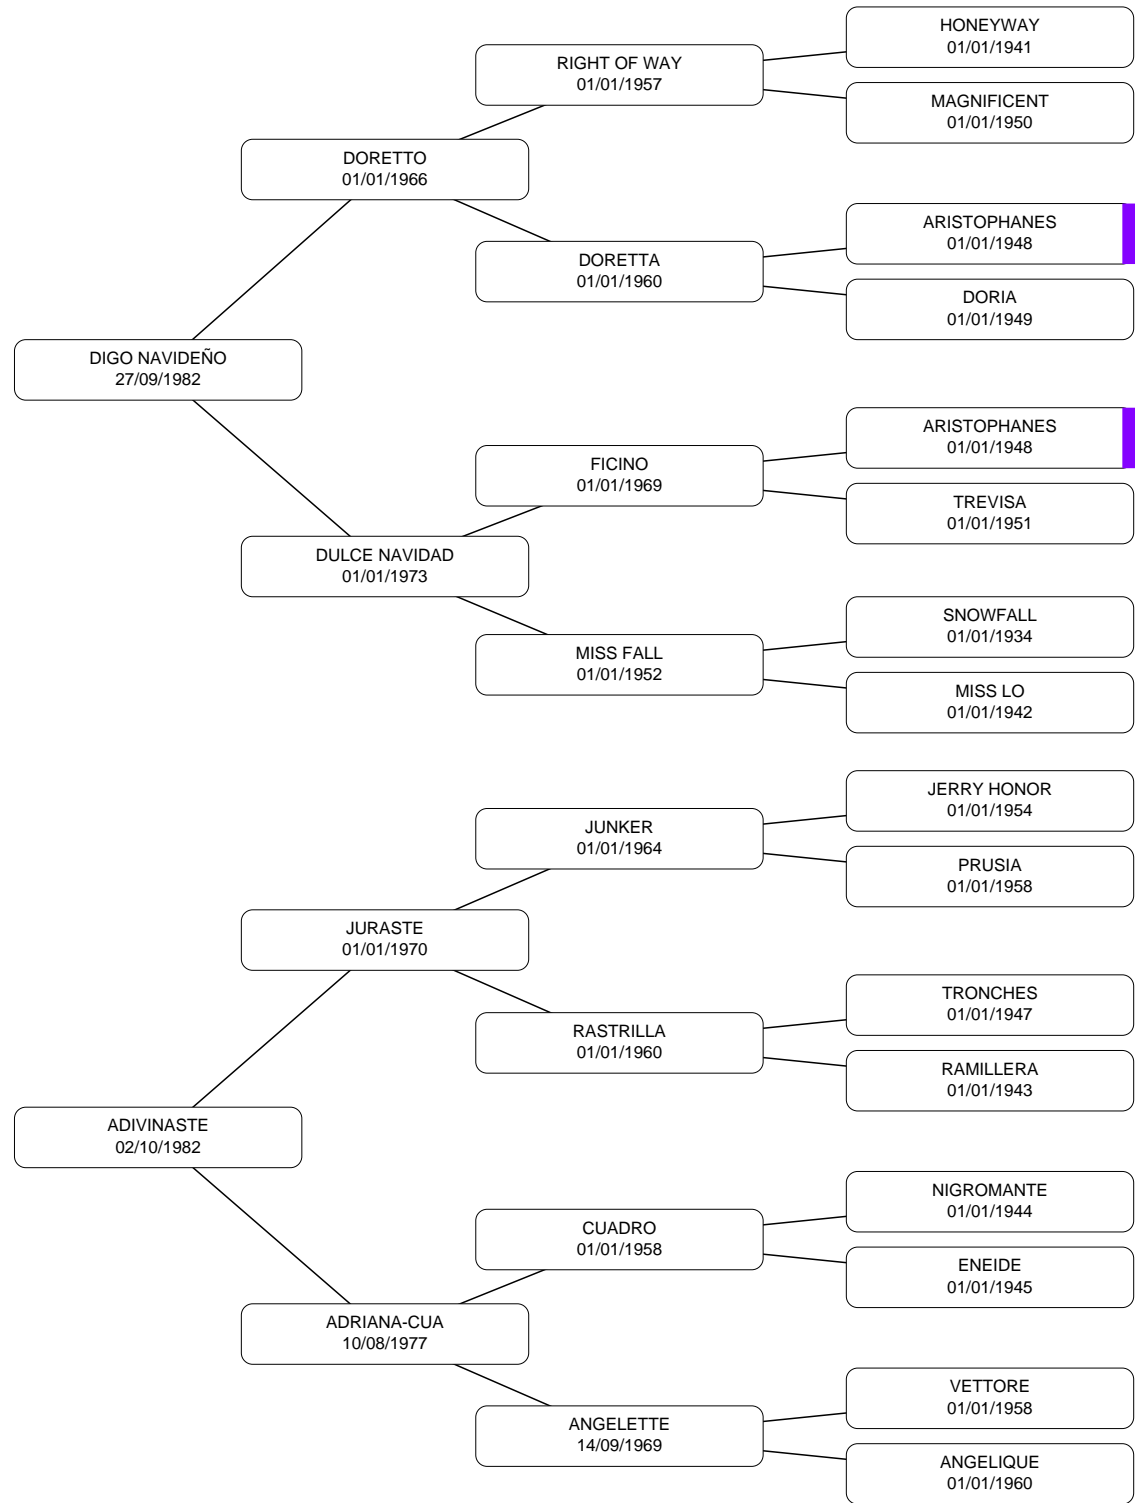 HONEYWAY
01/01/1941
RIGHT OF WAY
01/01/1957
MAGNIFICENT
01/01/1950
DORETTO
01/01/1966
ARISTOPHANES
01/01/1948
DORETTA
01/01/1960
DORIA
01/01/1949
DIGO NAVIDEÑO
27/09/1982
ARISTOPHANES
01/01/1948
FICINO
01/01/1969
TREVISA
01/01/1951
DULCE NAVIDAD
01/01/1973
SNOWFALL
01/01/1934
MISS FALL
01/01/1952
MISS LO
01/01/1942
JERRY HONOR
01/01/1954
JUNKER
01/01/1964
PRUSIA
01/01/1958
JURASTE
01/01/1970
TRONCHES
01/01/1947
RASTRILLA
01/01/1960
RAMILLERA
01/01/1943
ADIVINASTE
02/10/1982
NIGROMANTE
01/01/1944
CUADRO
01/01/1958
ENEIDE
01/01/1945
ADRIANA-CUA
10/08/1977
VETTORE
01/01/1958
ANGELETTE
14/09/1969
ANGELIQUE
01/01/1960